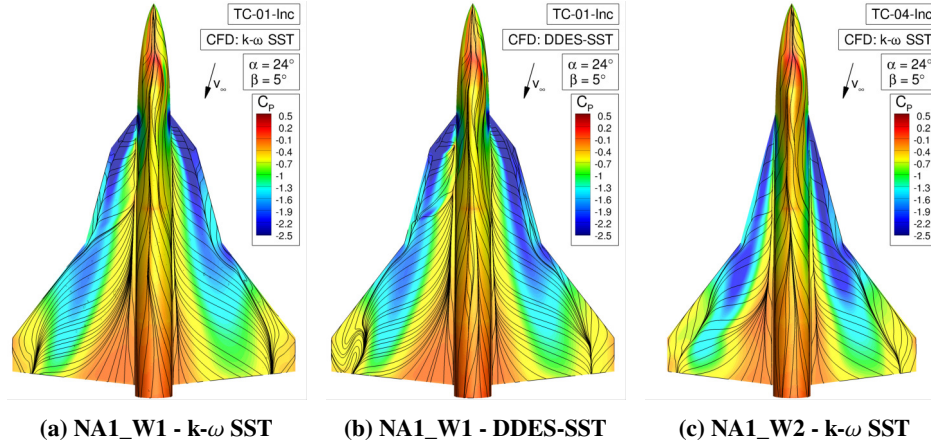 TC-01-Inc
CFD: k-ω SST
α = 24°
β = 5°
v∞
CP
0.5
0.2
-0.1
-0.4
-0.7
-1
-1.3
-1.6
-1.9
-2.2
-2.5
(a) NA1_W1 - k-ω SST
TC-01-Inc
CFD: DDES-SST
α = 24°
β = 5°
v∞
CP
0.5
0.2
-0.1
-0.4
-0.7
-1
-1.3
-1.6
-1.9
-2.2
-2.5
(b) NA1_W1 - DDES-SST
TC-04-Inc
CFD: k-ω SST
α = 24°
β = 5°
v∞
CP
0.5
0.2
-0.1
-0.4
-0.7
-1
-1.3
-1.6
-1.9
-2.2
-2.5
(c) NA1_W2 - k-ω SST